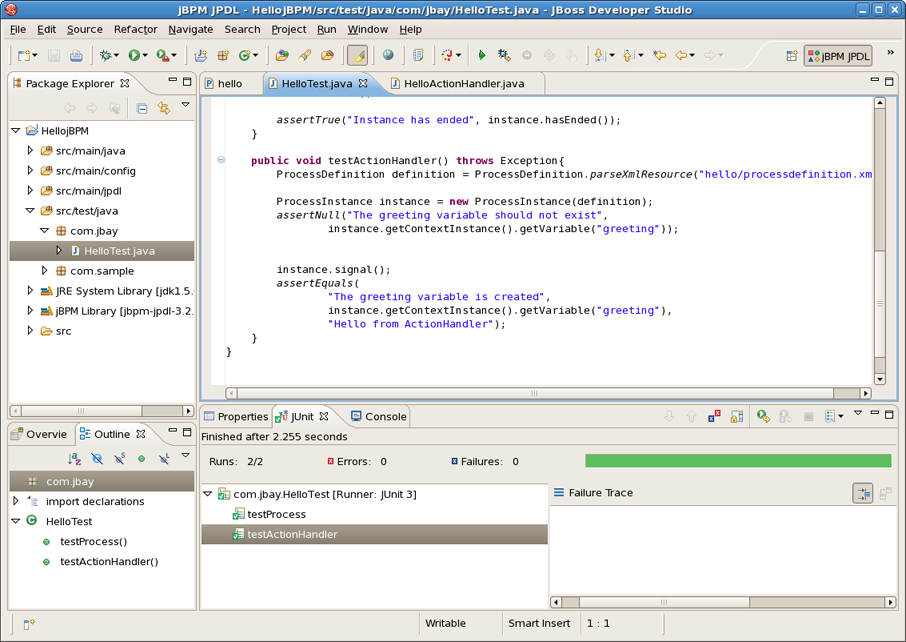 jBPM JPDL - HellojBPM/src/test/java/com/jbay/HelloTest.java - JBoss Developer Studio
File Edit Source Refactor Navigate Search Project Run Window Help
jBPM JPDL
Package Explorer
HellojBPM
src/main/java
src/main/config
src/main/jpdl
src/test/java
com.jbay
HelloTest.java
com.sample
JRE System Library [jdk1.5.
jBPM Library [jbpm-jpdl-3.2.
src
hello HelloTest.java HelloActionHandler.java
assertTrue("Instance has ended", instance.hasEnded());
}
public void testActionHandler() throws Exception{
ProcessDefinition definition = ProcessDefinition.parseXmlResource("hello/processdefinition.xm
ProcessInstance instance = new ProcessInstance(definition);
assertNull("The greeting variable should not exist",
instance.getContextInstance().getVariable("greeting"));
instance.signal();
assertEquals(
"The greeting variable is created",
instance.getContextInstance().getVariable("greeting"),
"Hello from ActionHandler");
}
}
Overvie Outline
com.jbay
import declarations
HelloTest
testProcess()
testActionHandler()
Properties JUnit Console
Finished after 2.255 seconds
Runs: 2/2 Errors: 0 Failures: 0
com.jbay.HelloTest [Runner: JUnit 3]
testProcess
testActionHandler
Failure Trace
Writable Smart Insert 1 : 1